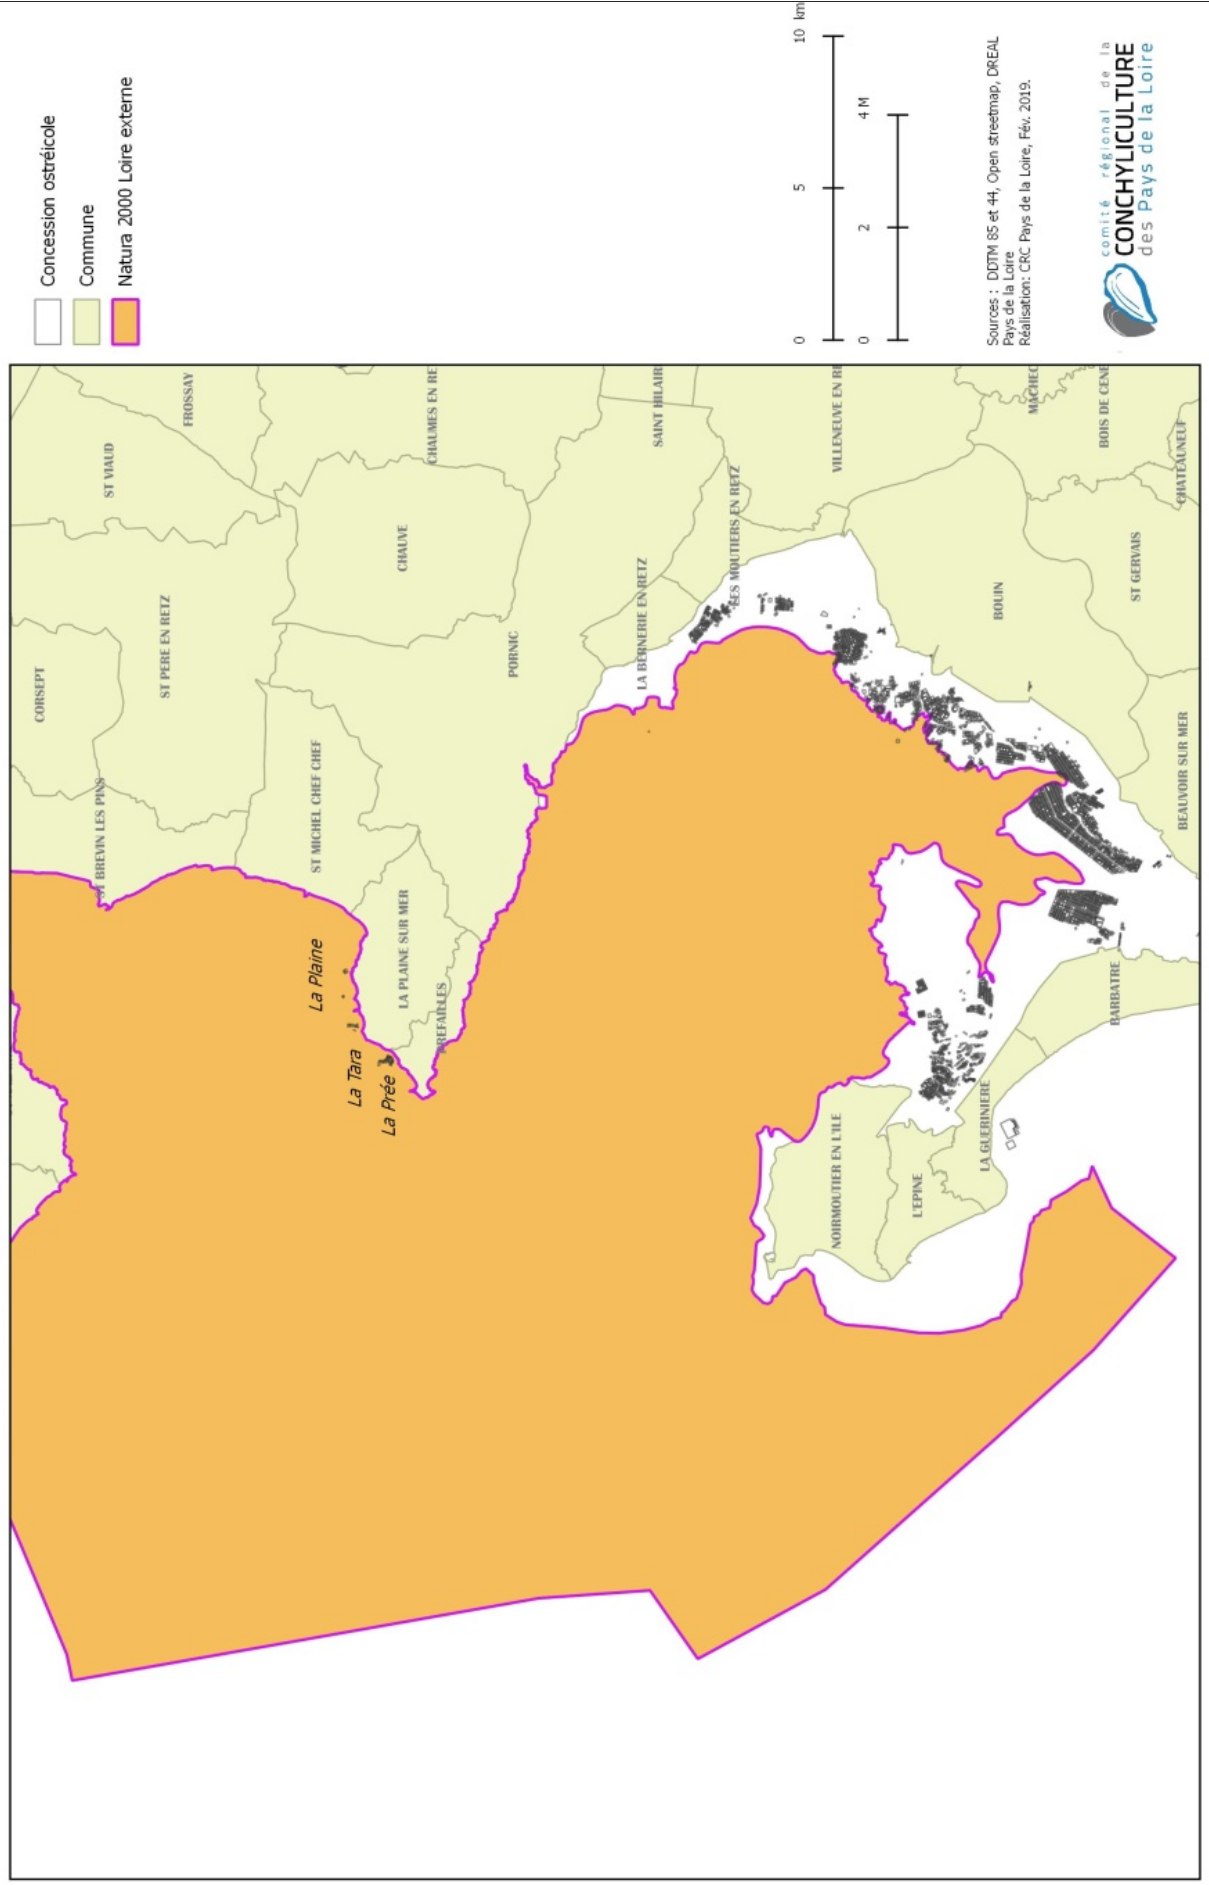 Concession ostréicole
Commune
Natura 2000 Loire externe
0 5 10 km
0 2 4 M
Sources : DDTM 85 et 44, Open streetmap, DREAL
Pays de la Loire
Réalisation: CRC Pays de la Loire, Fév. 2019.
comité régional de la
CONCHYLICULTURE
des Pays de la Loire
CORSEPT
ST VIAUD
FROSSAY
ST PERE EN RETZ
ST BREVIN LES PINS
ST MICHEL CHEF CHEF
CHAUVE
CHAUMES EN RE
PORNIC
LA PLAINE SUR MER
PREFAILLES
La Plaine
La Tara
La Prée
LA BERNERIE EN RETZ
SAINT HILAIR
LES MOUTIERS EN RETZ
VILLENEUVE EN RE
MACHEC
BOIS DE CENE
CHATEAUNEUF
BOUIN
ST GERVAIS
BEAUVOIR SUR MER
BARBATRE
LA GUERINIERE
L'EPINE
NOIRMOUTIER EN L'ILE